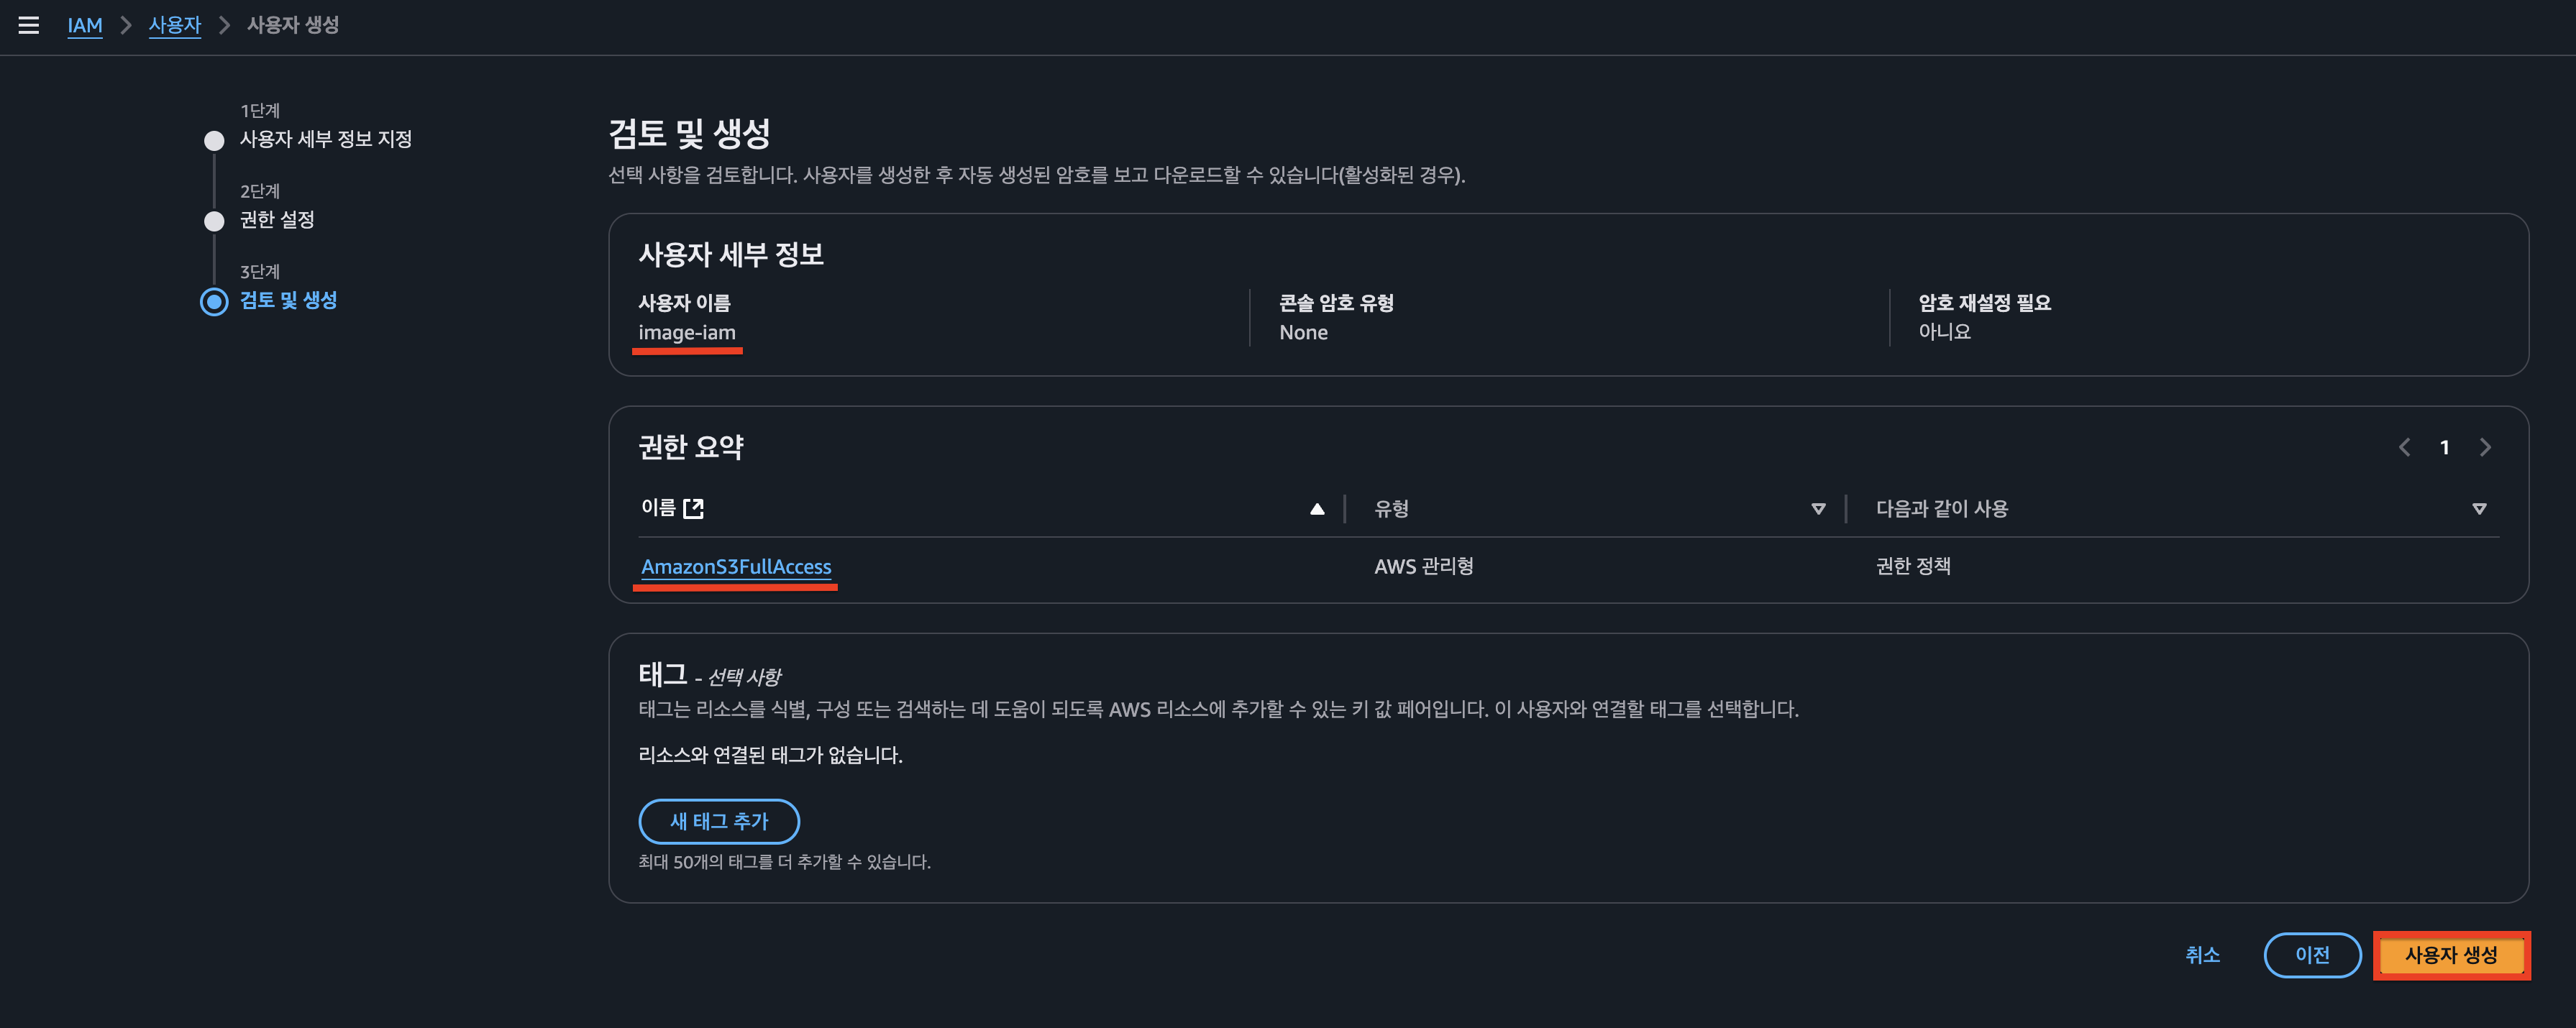 IAM > 사용자 > 사용자 생성
1단계
사용자 세부 정보 지정
2단계
권한 설정
3단계
검토 및 생성
검토 및 생성
선택 사항을 검토합니다. 사용자를 생성한 후 자동 생성된 암호를 보고 다운로드할 수 있습니다(활성화된 경우).
사용자 세부 정보
사용자 이름
image-iam
콘솔 암호 유형
None
암호 재설정 필요
아니요
권한 요약
1
이름 유형 다음과 같이 사용
AmazonS3FullAccess AWS 관리형 권한 정책
태그 - 선택 사항
태그는 리소스를 식별, 구성 또는 검색하는 데 도움이 되도록 AWS 리소스에 추가할 수 있는 키 값 페어입니다. 이 사용자와 연결할 태그를 선택합니다.
리소스와 연결된 태그가 없습니다.
새 태그 추가
최대 50개의 태그를 더 추가할 수 있습니다.
취소 이전 사용자 생성